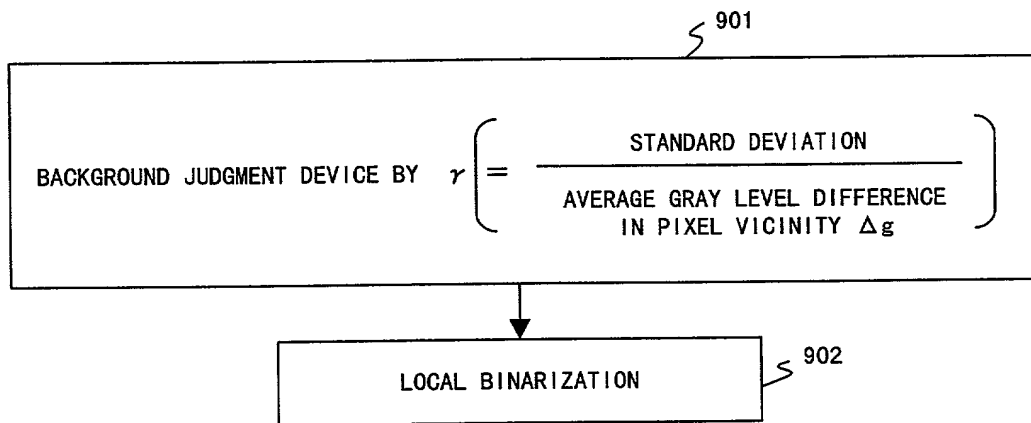 901
STANDARD DEVIATION
BACKGROUND JUDGMENT DEVICE BY γ =
AVERAGE GRAY LEVEL DIFFERENCE
IN PIXEL VICINITY Δg
LOCAL BINARIZATION
902